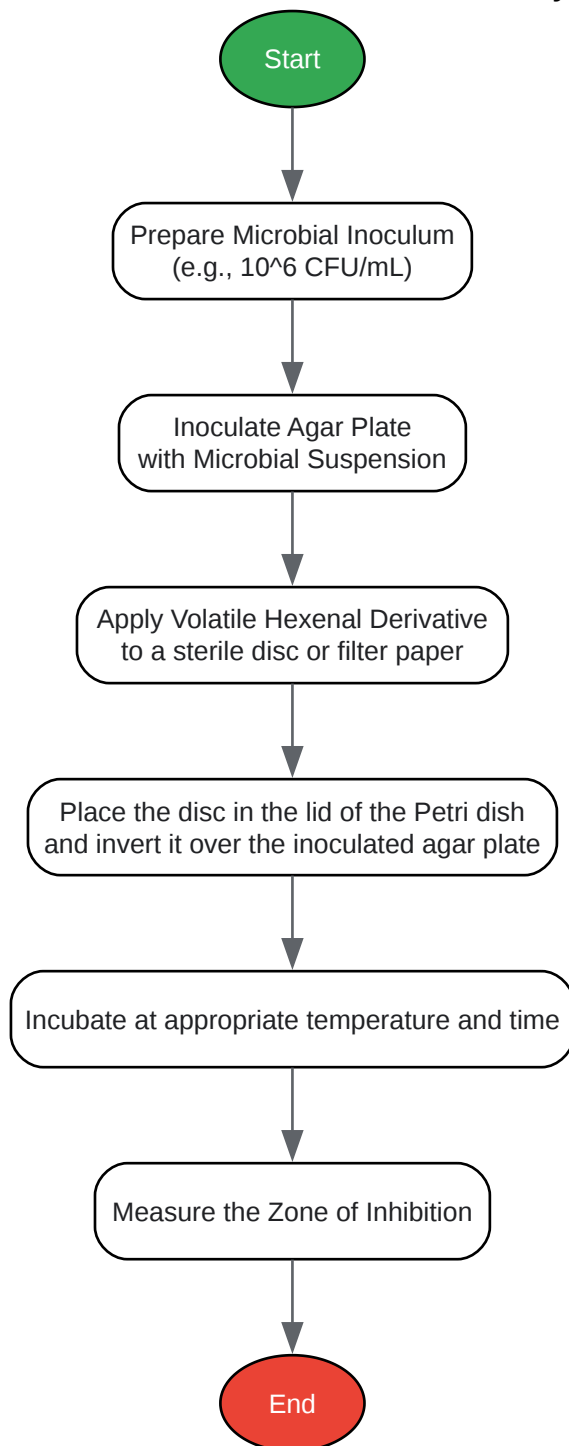 Start
Prepare Microbial Inoculum
(e.g., 10^6 CFU/mL)
Inoculate Agar Plate
with Microbial Suspension
Apply Volatile Hexenal Derivative
to a sterile disc or filter paper
Place the disc in the lid of the Petri dish
and invert it over the inoculated agar plate
Incubate at appropriate temperature and time
Measure the Zone of Inhibition
End